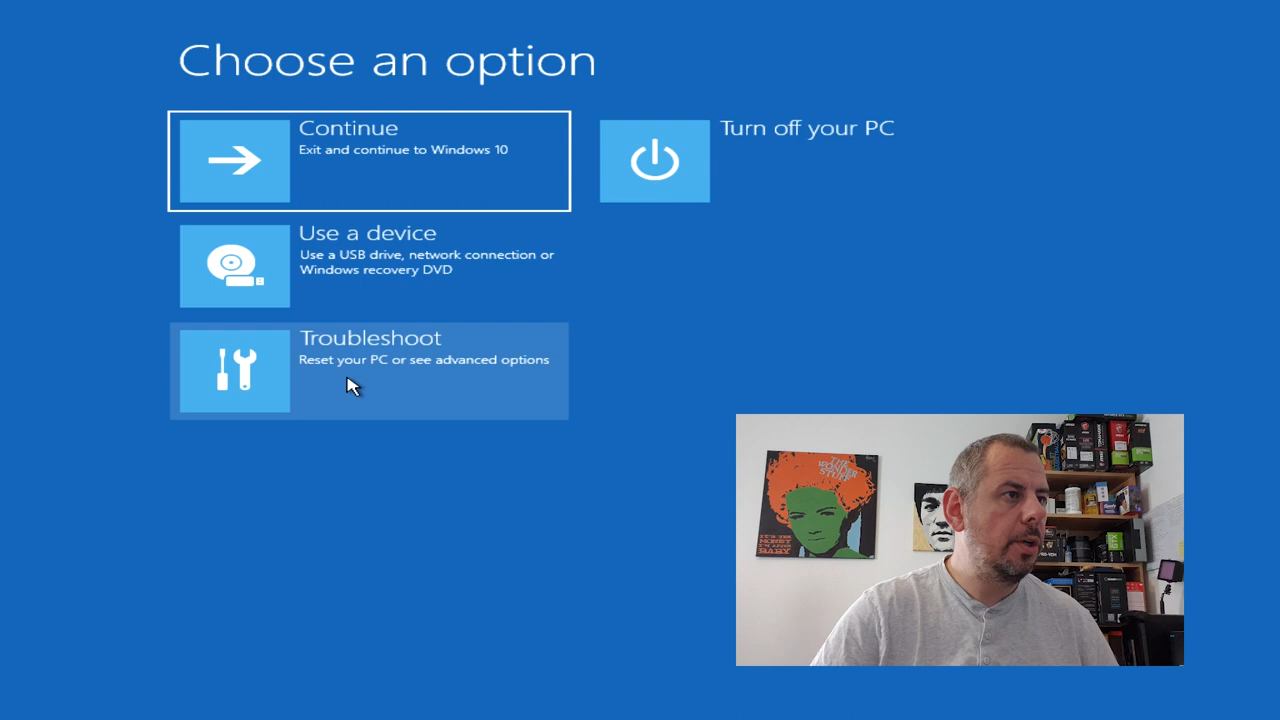 Choose an option
Continue
Exit and continue to Windows 10
Turn off your PC
Use a device
Use a USB drive, network connection or
Windows recovery DVD
Troubleshoot
Reset your PC or see advanced options
THE